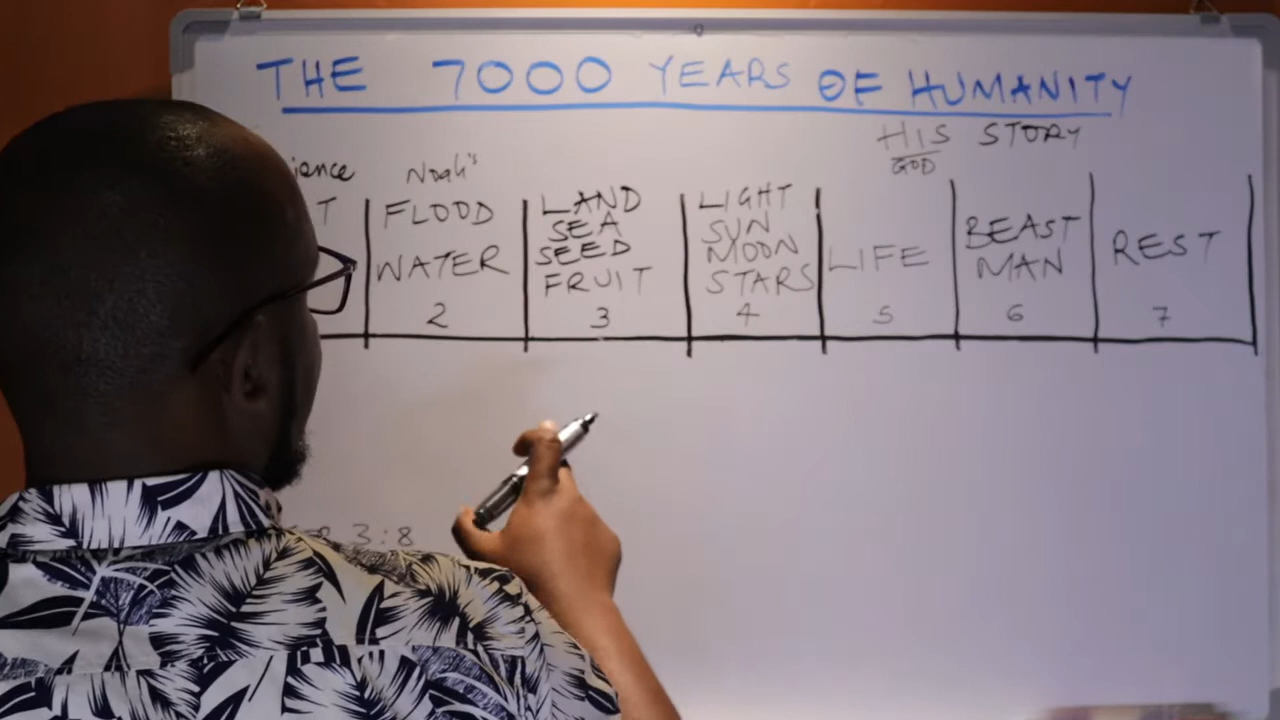 THE 7000 YEARS OF HUMANITY
HIS STORY
GOD
Noah's
FLOOD
WATER
2
LAND
SEA
SEED
FRUIT
3
LIGHT
SUN
MOON
STARS
4
LIFE
5
BEAST
MAN
6
REST
7
3:8